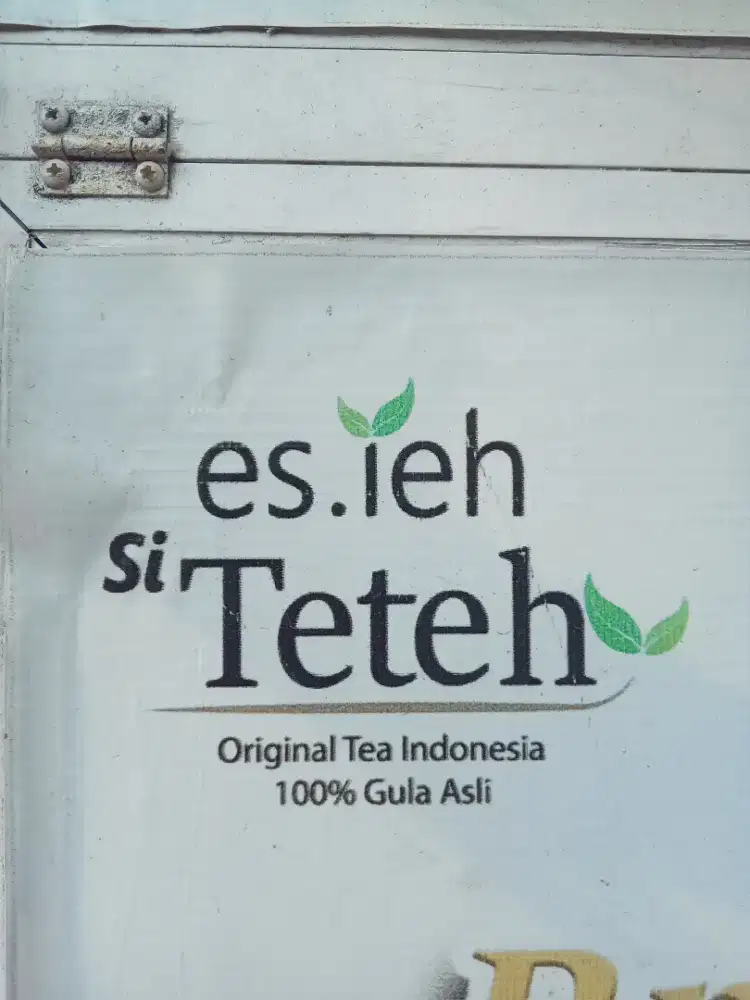 es.teh
Si Teteh
Original Tea Indonesia
100% Gula Asli